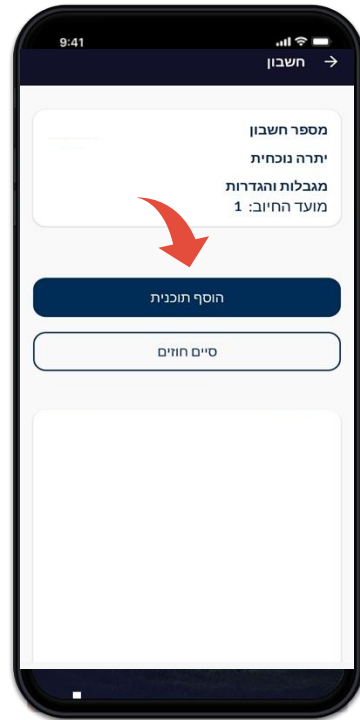 9:41
חשבון
מספר חשבון
יתרה נוכחית
מגבלות והגדרות
מועד החיוב: 1
הוסף תוכנית
סיים חוזים